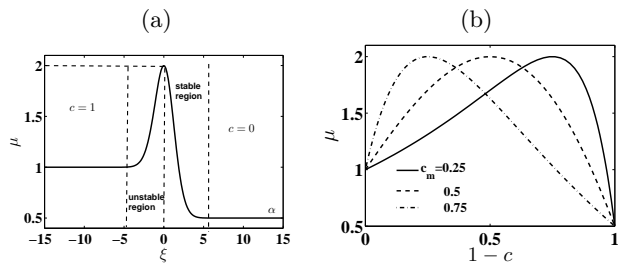 (a)
μ
2
1.5
1
0.5
c = 1
stable
region
c = 0
unstable
region
α
−15
−10
−5
0
5
10
15
ξ
(b)
μ
2
1.5
1
0.5
c_m=0.25
0.5
0.75
0
0.5
1
1 − c